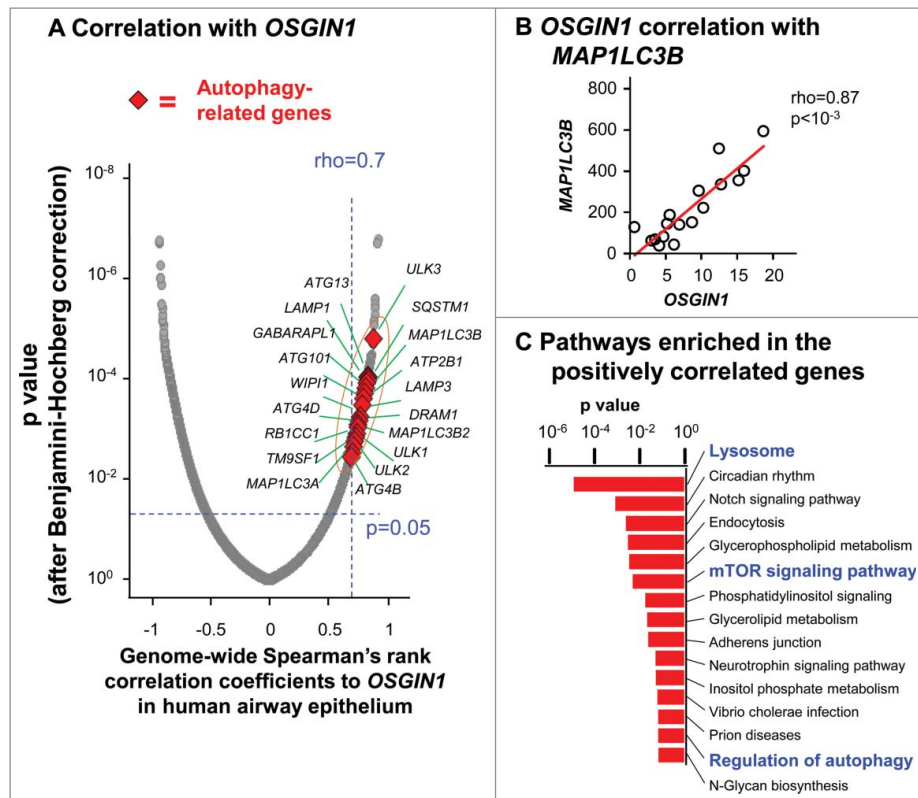 A Correlation with OSGIN1
= Autophagy-
related genes
rho=0.7
p value
(after Benjamini-Hochberg correction)
10-8
10-6
10-4
10-2
100
ATG13
ULK3
LAMP1
SQSTM1
GABARAPL1
MAP1LC3B
ATG101
ATP2B1
WIPI1
LAMP3
ATG4D
DRAM1
RB1CC1
MAP1LC3B2
TM9SF1
ULK1
ULK2
MAP1LC3A
ATG4B
p=0.05
-1 -0.5 0 0.5 1
Genome-wide Spearman's rank
correlation coefficients to OSGIN1
in human airway epithelium
B OSGIN1 correlation with
MAP1LC3B
rho=0.87
p<10-3
MAP1LC3B
800
600
400
200
0
0 5 10 15 20
OSGIN1
C Pathways enriched in the
positively correlated genes
p value
10-6 10-4 10-2 100
Lysosome
Circadian rhythm
Notch signaling pathway
Endocytosis
Glycerophospholipid metabolism
mTOR signaling pathway
Phosphatidylinositol signaling
Glycerolipid metabolism
Adherens junction
Neurotrophin signaling pathway
Inositol phosphate metabolism
Vibrio cholerae infection
Prion diseases
Regulation of autophagy
N-Glycan biosynthesis